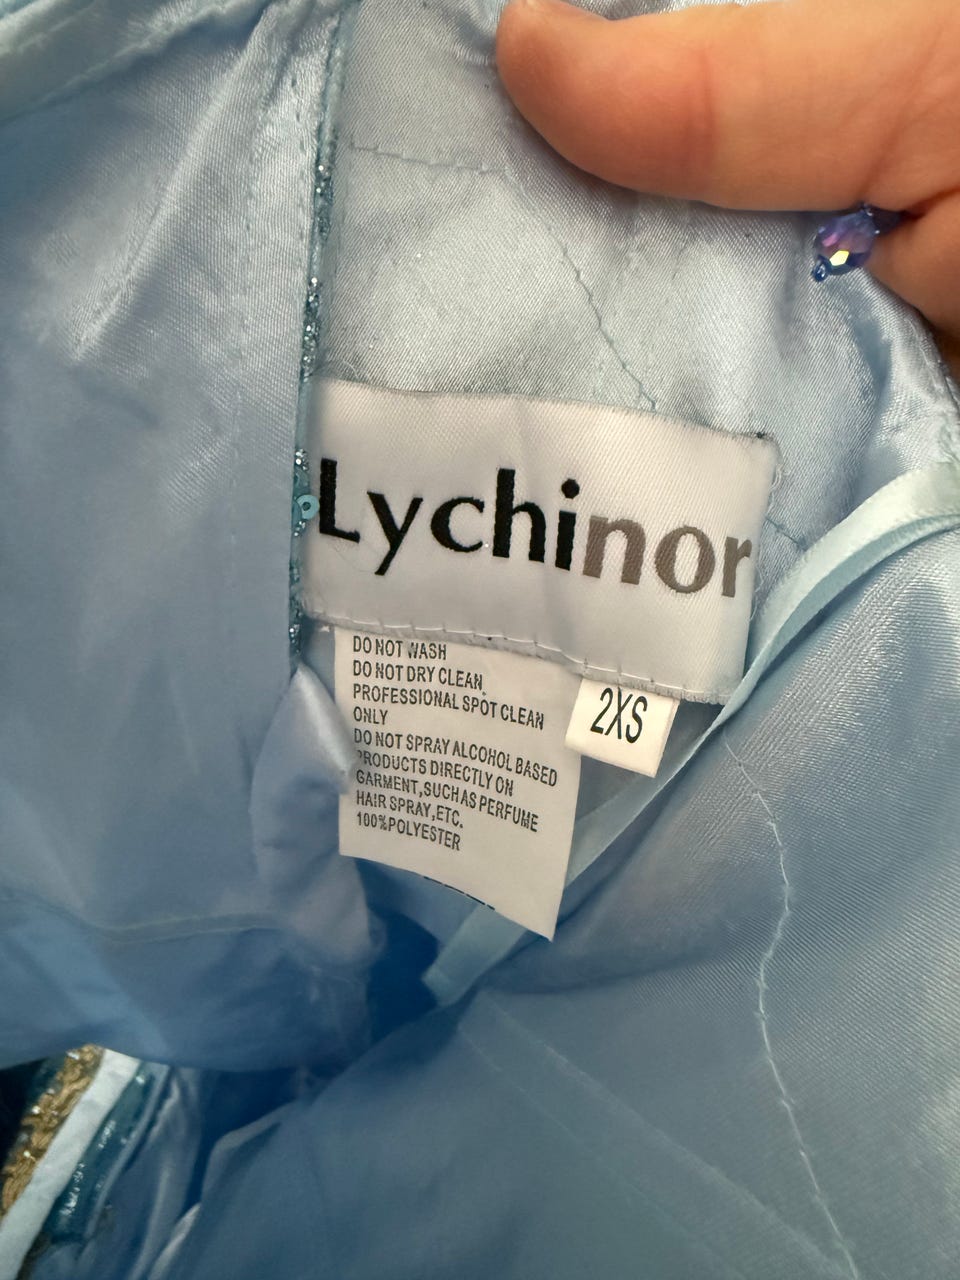 Lychinor
DO NOT WASH
DO NOT DRY CLEAN.
PROFESSIONAL SPOT CLEAN
ONLY
DO NOT SPRAY ALCOHOL BASED
PRODUCTS DIRECTLY ON
GARMENT,SUCH AS PERFUME
HAIR SPRAY,ETC.
100%POLYESTER
2XS